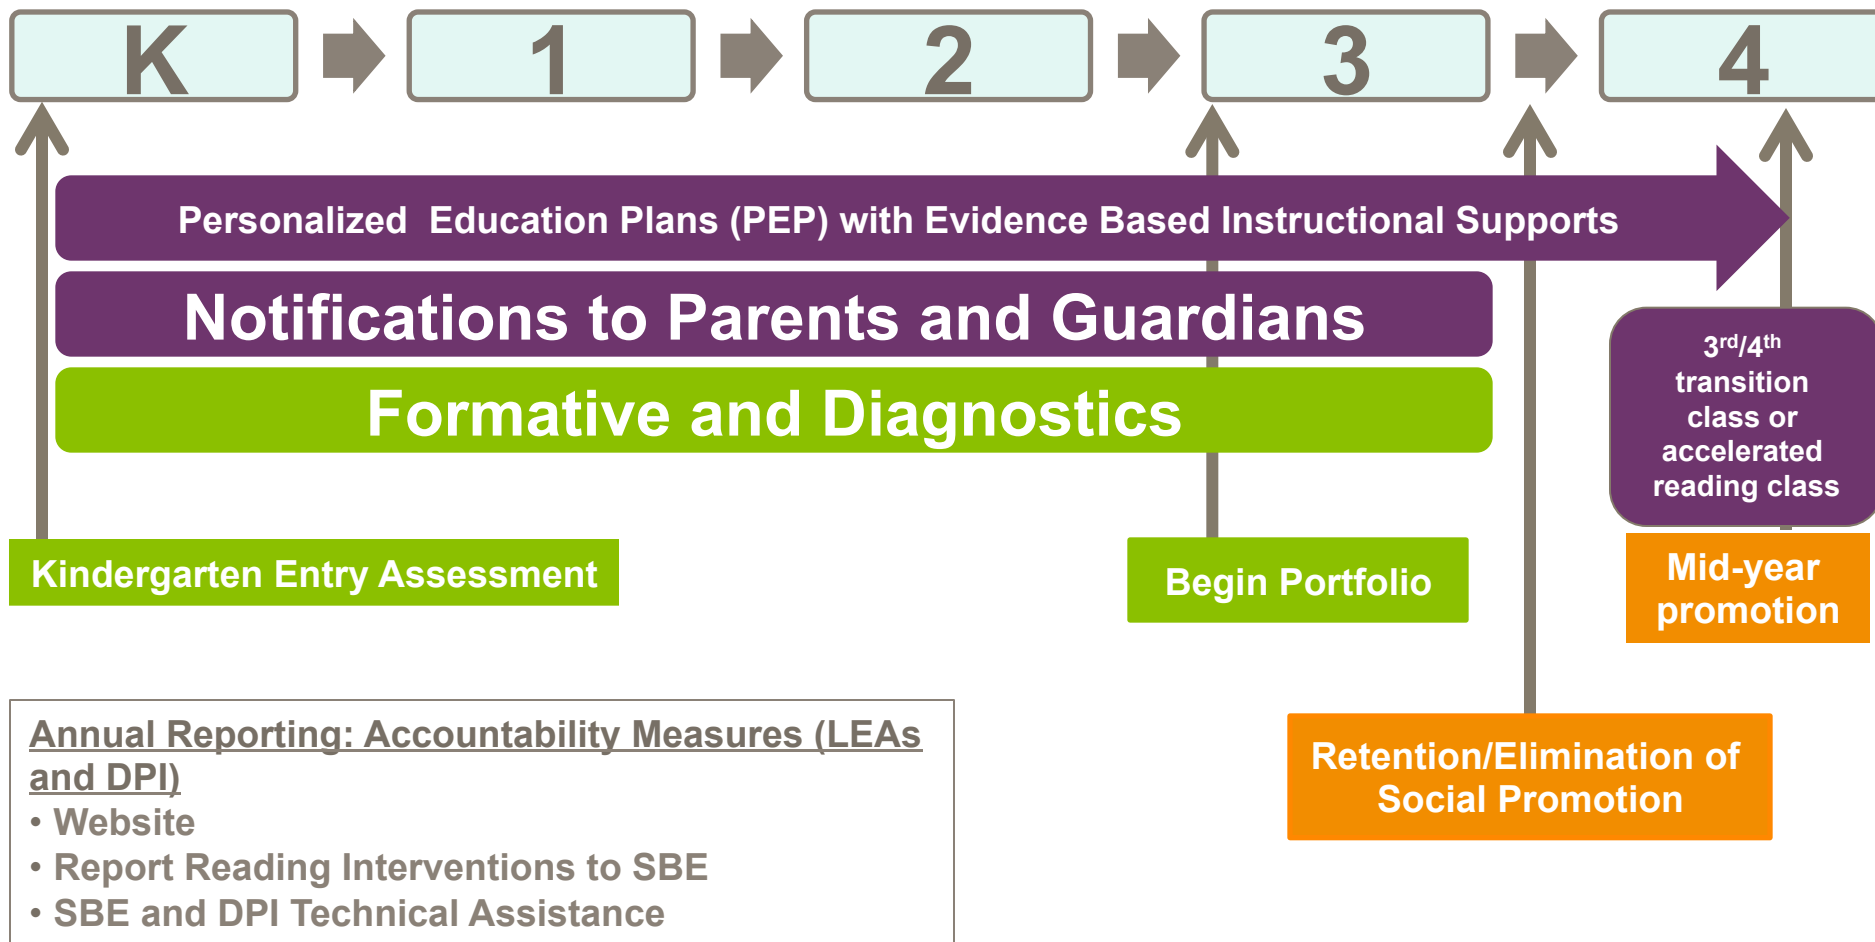 K
1
2
3
4
Personalized Education Plans (PEP) with Evidence Based Instructional Supports
Notifications to Parents and Guardians
Formative and Diagnostics
3rd/4th
transition
class or
accelerated
reading class
Kindergarten Entry Assessment
Begin Portfolio
Mid-year
promotion
Retention/Elimination of
Social Promotion
Annual Reporting: Accountability Measures (LEAs
and DPI)
• Website
• Report Reading Interventions to SBE
• SBE and DPI Technical Assistance